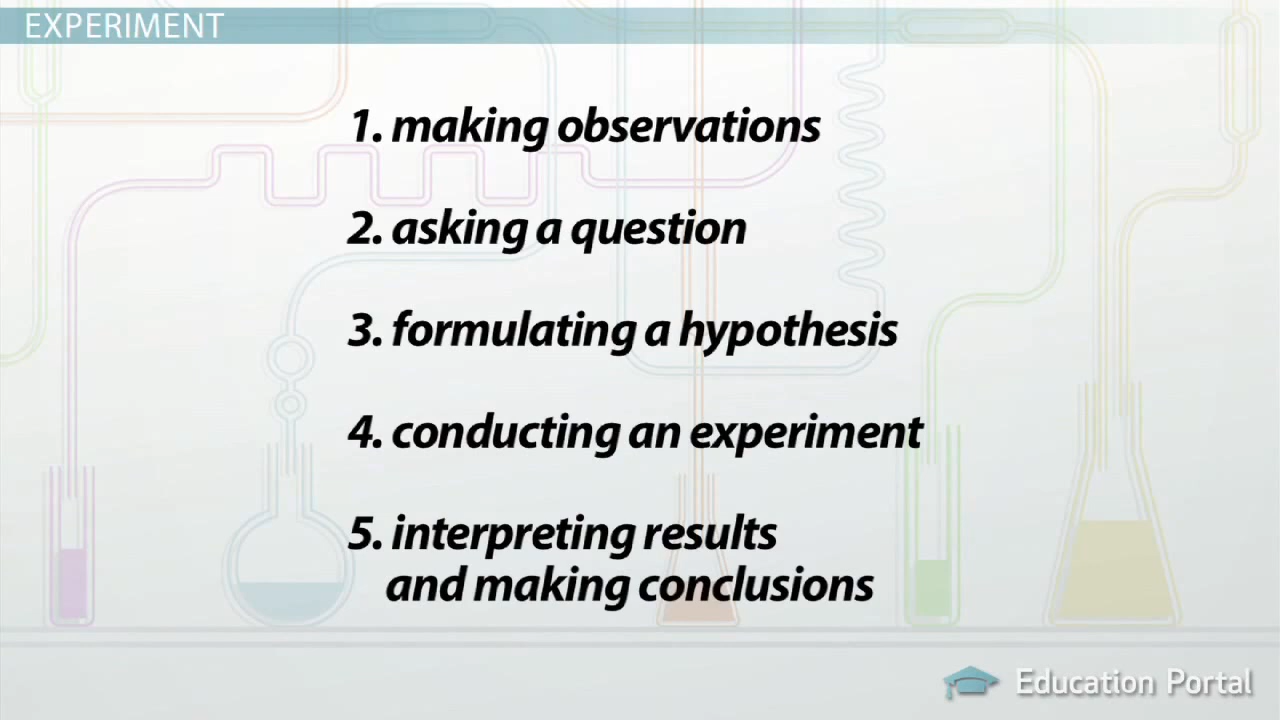 EXPERIMENT
1. making observations
2. asking a question
3. formulating a hypothesis
4. conducting an experiment
5. interpreting results
and making conclusions
Education Portal